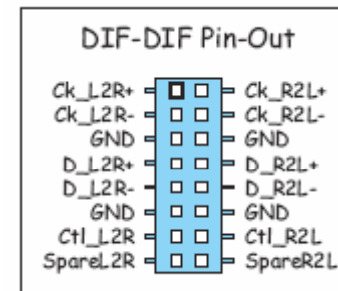 DIF-DIF Pin-Out
Ck_L2R+ Ck_R2L+
Ck_L2R- Ck_R2L-
GND GND
D_L2R+ D_R2L+
D_L2R- D_R2L-
GND GND
Ctl_L2R Ctl_R2L
SpareL2R SpareR2L